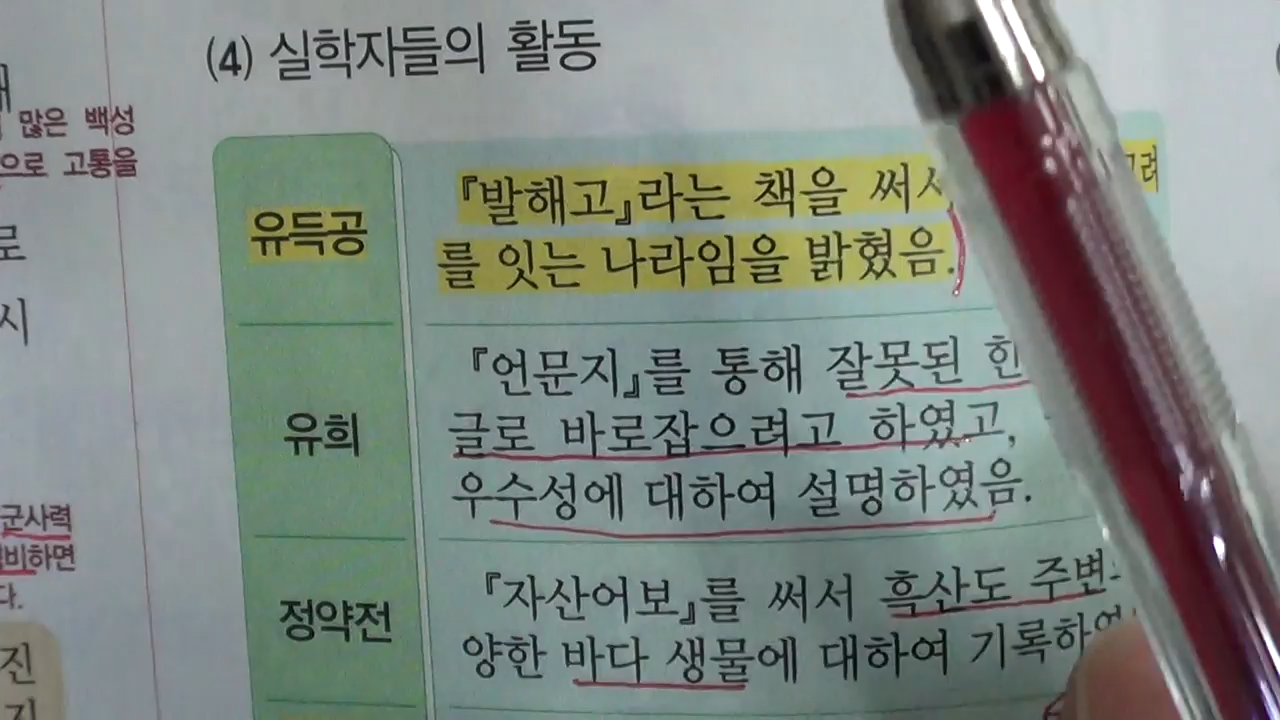 (4) 실학자들의 활동
많은 백성
으로 고통을
로
시
군사력
비하면
다.
진
유득공
『발해고』라는 책을 써서
를 잇는 나라임을 밝혔음.
유희
『언문지』를 통해 잘못된 한
글로 바로잡으려고 하였고,
우수성에 대하여 설명하였음.
정약전
『자산어보』를 써서 흑산도 주변
양한 바다 생물에 대하여 기록하였